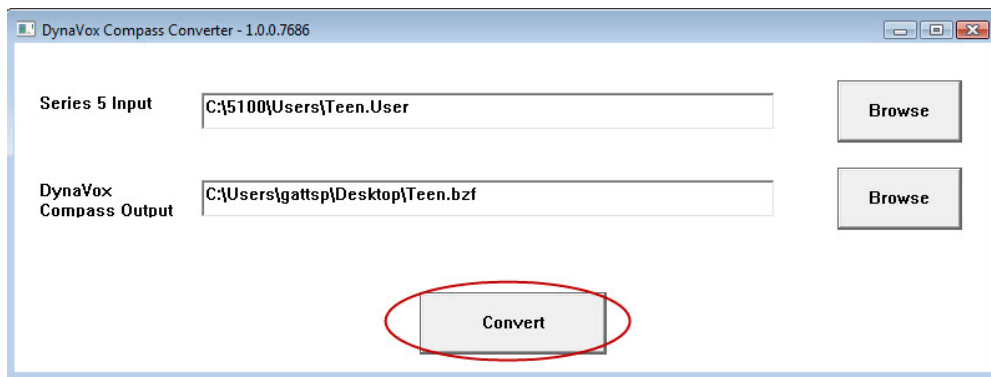 DynaVox Compass Converter - 1.0.0.7686
Series 5 Input
C:\5100\Users\Teen.User
Browse
DynaVox
Compass Output
C:\Users\gattsp\Desktop\Teen.bzf
Browse
Convert